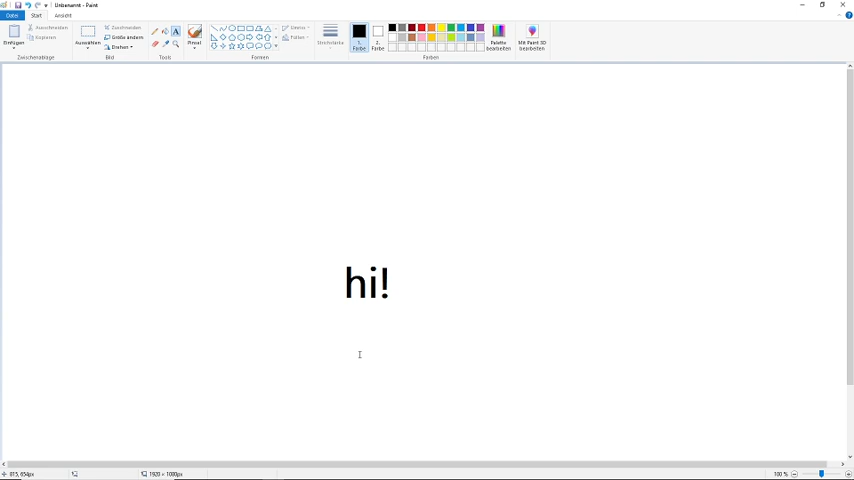 Unbenannt - Paint
Datei Start Ansicht
Einfügen
Ausschneiden
Kopieren
Zwischenablage
Auswählen
Zuschneiden
Größe ändern
Drehen
Bild
A
Tools
Pinsel
Umriss
Füllen
Formen
Strichstärke
1. Farbe
2. Farbe
Palette bearbeiten
Farben
Mit Paint 3D bearbeiten
hi!
815, 654px
1920 × 1080px
100 %